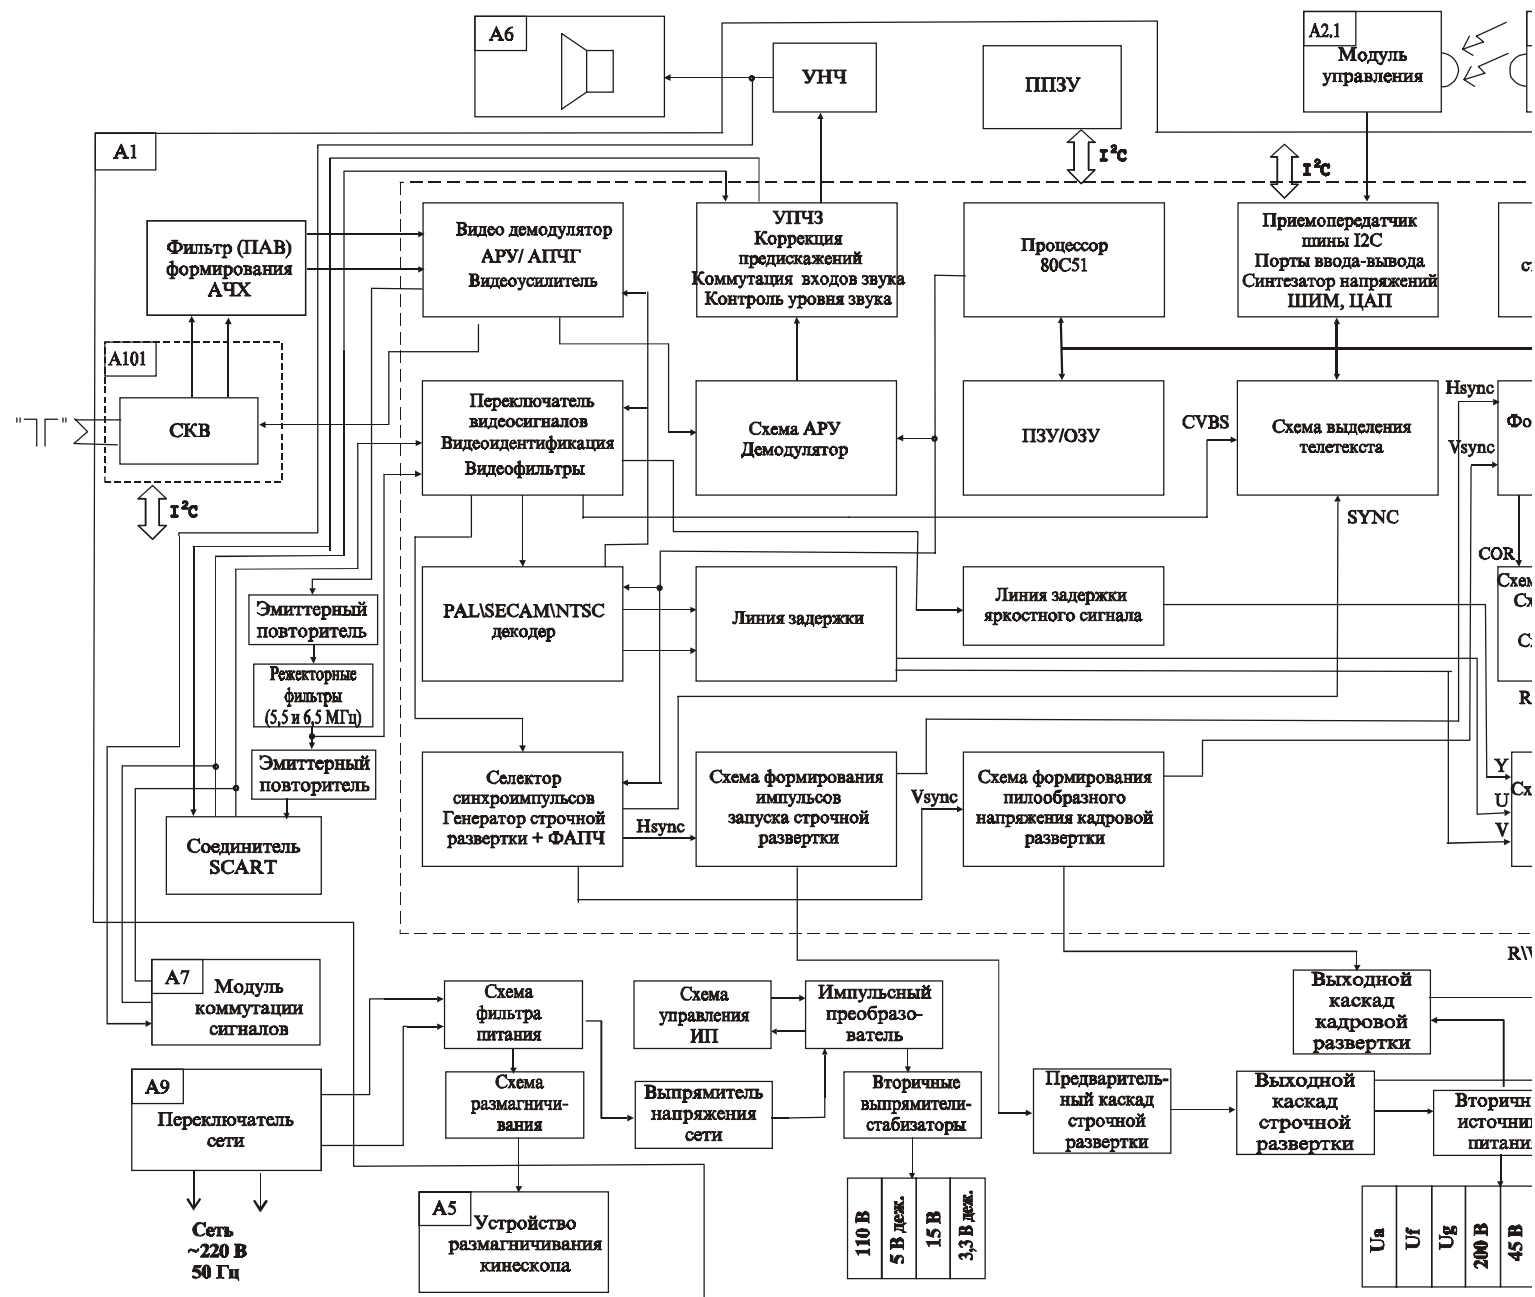 А6
УНЧ
ППЗУ
I²C
А2.1
Модуль
управления
I²C
А1
Фильтр (ПАВ)
формирования
АЧХ
Видео демодулятор
АРУ/ АПЧГ
Видеоусилитель
УПЧЗ
Коррекция
предискажений
Коммутация входов звука
Контроль уровня звука
Процессор
80С51
Приемопередатчик
шины I2C
Порты ввода-вывода
Синтезатор напряжений
ШИМ, ЦАП
А101
СКВ
I²C
Переключатель
видеосигналов
Видеоидентификация
Видеофильтры
Схема АРУ
Демодулятор
ПЗУ/ОЗУ
CVBS
Схема выделения
телетекста
SYNC
Hsync
Vsync
Фо
COR
Эмиттерный
повторитель
Режекторные
фильтры
(5,5 и 6,5 МГц)
Эмиттерный
повторитель
Соединитель
SCART
PAL\SECAM\NTSC
декодер
Линия задержки
Линия задержки
яркостного сигнала
Схем
Сх
Сх
R
Селектор
синхроимпульсов
Генератор строчной
развертки + ФАПЧ
Hsync
Схема формирования
импульсов
запуска строчной
развертки
Vsync
Схема формирования
пилообразного
напряжения кадровой
развертки
Y
U
V
Сх
А7
Модуль
коммутации
сигналов
А9
Переключатель
сети
Сеть
~220 В
50 Гц
Схема
фильтра
питания
Схема
размагничи-
вания
А5
Устройство
размагничивания
кинескопа
Схема
управления
ИП
Выпрямитель
напряжения
сети
Импульсный
преобразо-
ватель
Вторичные
выпрямители-
стабизаторы
110 В
5 В деж.
15 В
3,3 В деж.
Предваритель-
ный каскад
строчной
развертки
Выходной
каскад
кадровой
развертки
Выходной
каскад
строчной
развертки
Вторичн
источник
питани
Ua
Uf
Ug
200 В
45 В